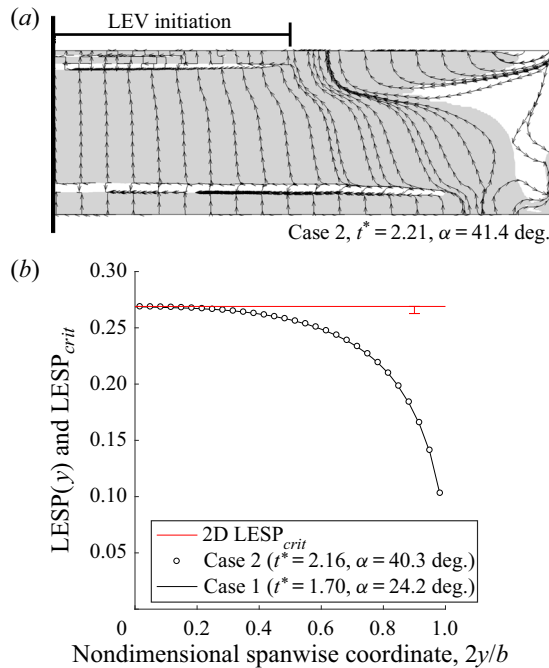 (a)
LEV initiation
Case 2, t* = 2.21, α = 41.4 deg.
(b)
0.30
0.25
0.20
0.15
0.10
0.05
LESP(y) and LESPcrit
2D LESPcrit
Case 2 (t* = 2.16, α = 40.3 deg.)
Case 1 (t* = 1.70, α = 24.2 deg.)
0 0.2 0.4 0.6 0.8 1.0
Nondimensional spanwise coordinate, 2y/b